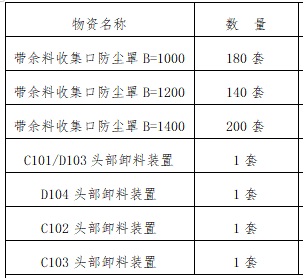 物资名称 数 量
带余料收集口防尘罩 B=1000 180 套
带余料收集口防尘罩 B=1200 140 套
带余料收集口防尘罩 B=1400 200 套
C101/D103 头部卸料装置 1 套
D104 头部卸料装置 1 套
C102 头部卸料装置 1 套
C103 头部卸料装置 1 套